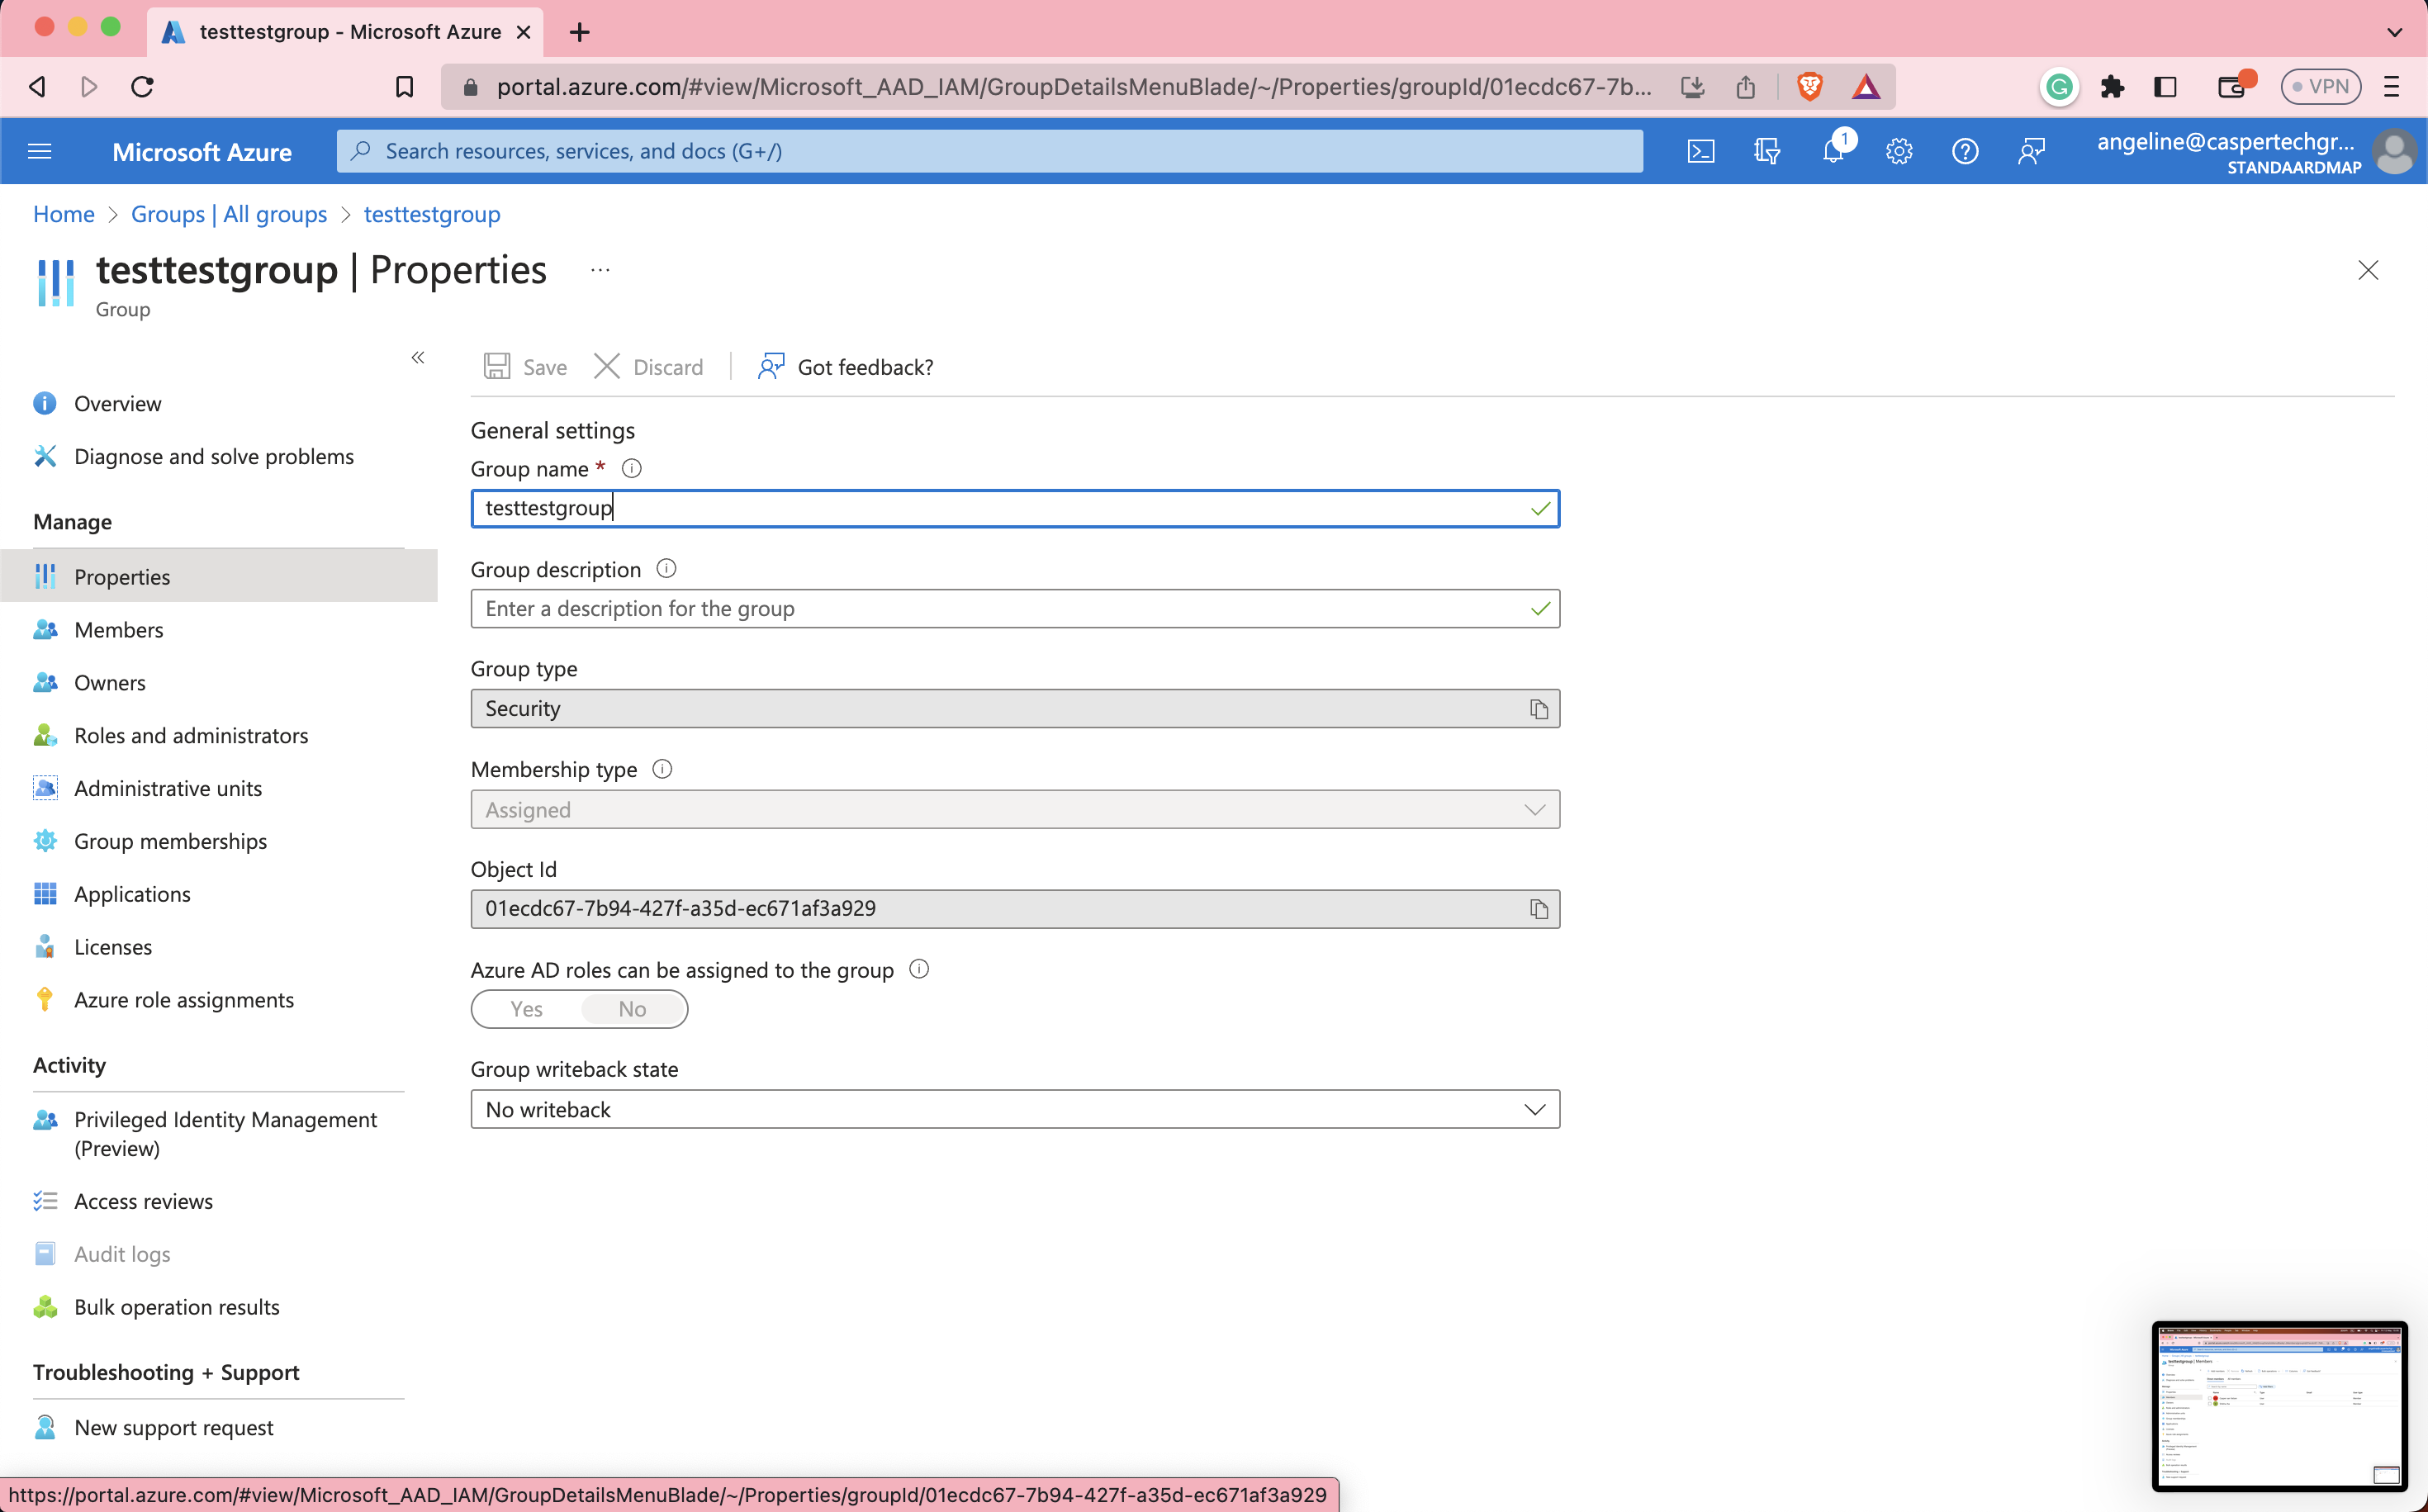 testtestgroup - Microsoft Azure
portal.azure.com/#view/Microsoft_AAD_IAM/GroupDetailsMenuBlade/~/Properties/groupId/01ecdc67-7b...
VPN
Microsoft Azure
Search resources, services, and docs (G+/)
1
angeline@caspertechgr...
STANDAARDMAP
Home > Groups | All groups > testtestgroup
testtestgroup | Properties ...
Group
Save
Discard
Got feedback?
Overview
Diagnose and solve problems
Manage
Properties
Members
Owners
Roles and administrators
Administrative units
Group memberships
Applications
Licenses
Azure role assignments
Activity
Privileged Identity Management
(Preview)
Access reviews
Audit logs
Bulk operation results
Troubleshooting + Support
New support request
General settings
Group name *
testtestgroup
Group description
Enter a description for the group
Group type
Security
Membership type
Assigned
Object Id
01ecdc67-7b94-427f-a35d-ec671af3a929
Azure AD roles can be assigned to the group
Yes No
Group writeback state
No writeback
https://portal.azure.com/#view/Microsoft_AAD_IAM/GroupDetailsMenuBlade/~/Properties/groupId/01ecdc67-7b94-427f-a35d-ec671af3a929